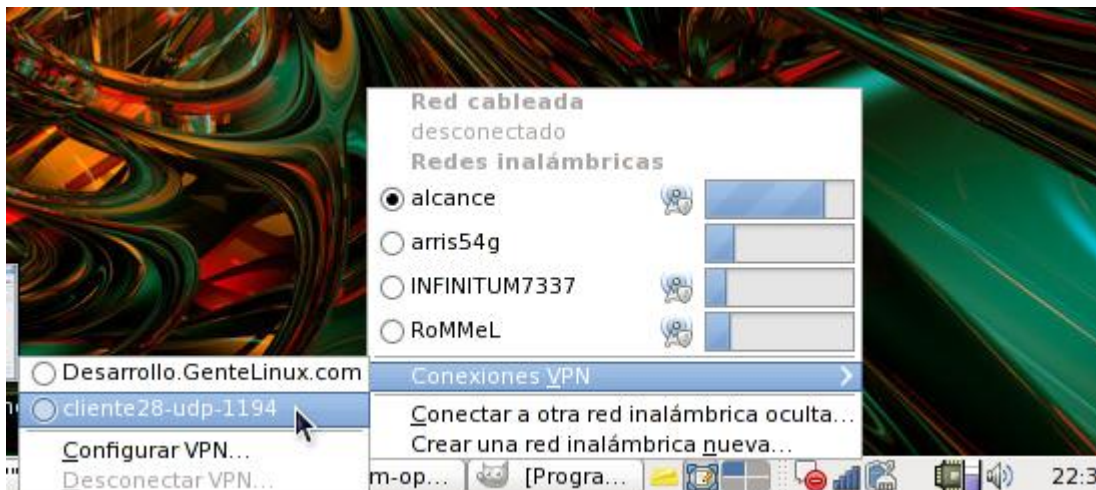 Red cableada
desconectado
Redes inalámbricas
alcance
arris54g
INFINITUM7337
RoMMeL
Conexiones VPN
Conectar a otra red inalámbrica oculta...
Crear una red inalámbrica nueva...
Desarrollo.GenteLinux.com
cliente28-udp-1194
Configurar VPN...
Desconectar VPN...
m-op...
[Progra...
22:3